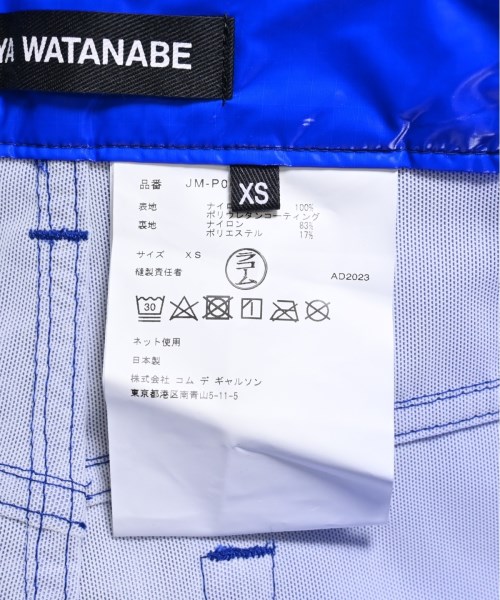 YA WATANABE
XS
品番 JM-P0
表地 ナイロ 100%
ポリウレタンコーティング
裏地 ナイロン 83%
ポリエステル 17%
サイズ XS
縫製責任者 ラコーム AD2023
30
ネット使用
日本製
株式会社 コム デ ギャルソン
東京都港区南青山5-11-5